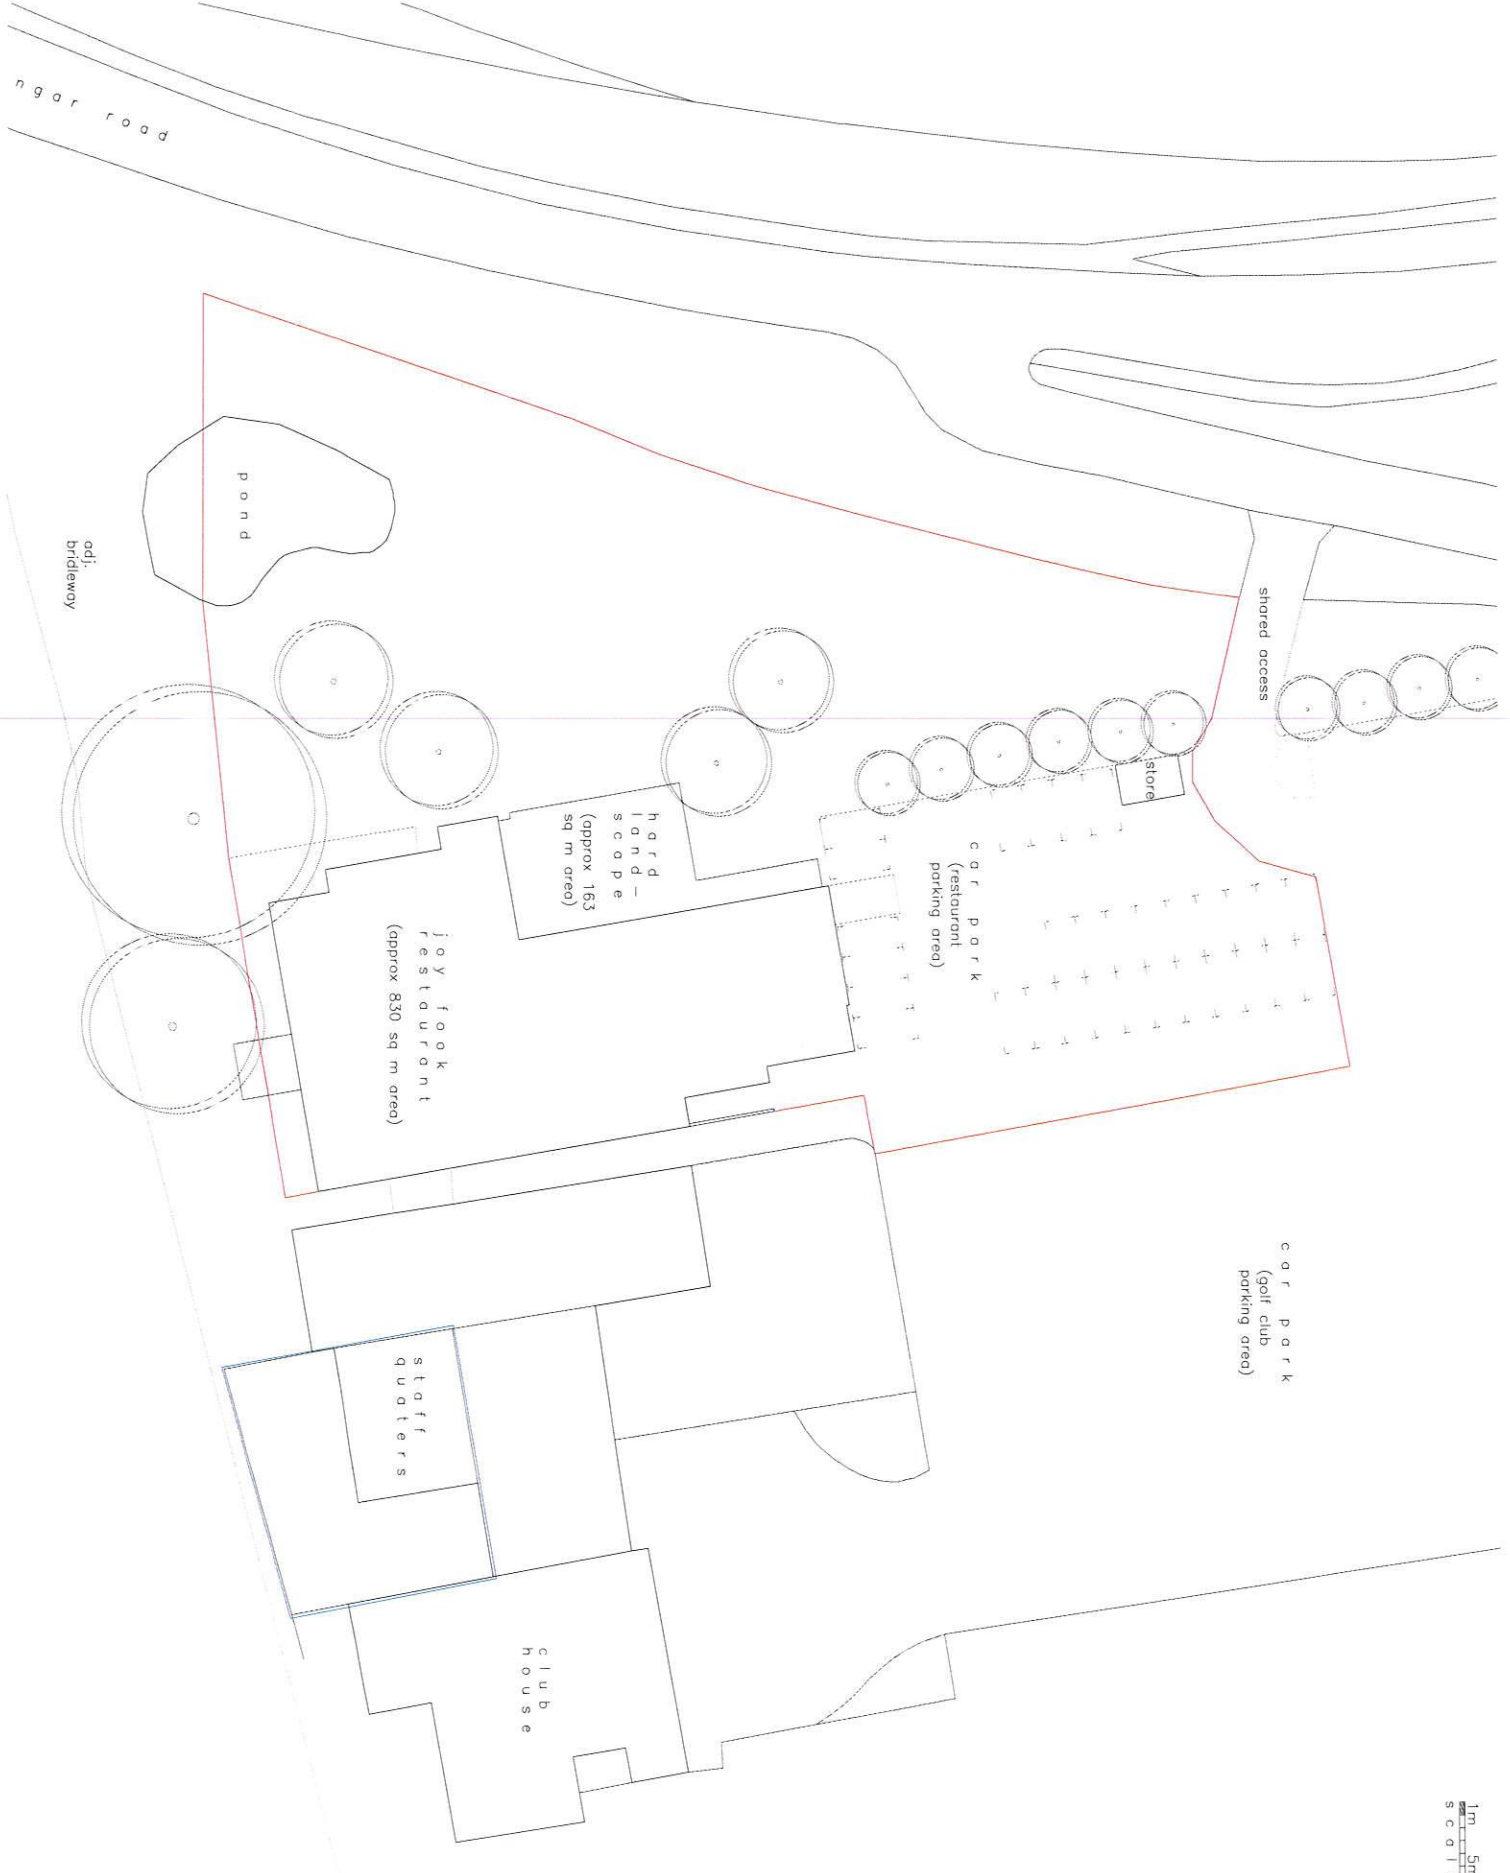 ngar road
pond
adj.
bridleway
shared access
store
car park
(restaurant
parking area)
hard
land-
scape
(approx 163
sq m area)
joy fook
restaurant
(approx 830 sq m area)
car park
(golf club
parking area)
staff
quaters
club
house
1m 5m
scal